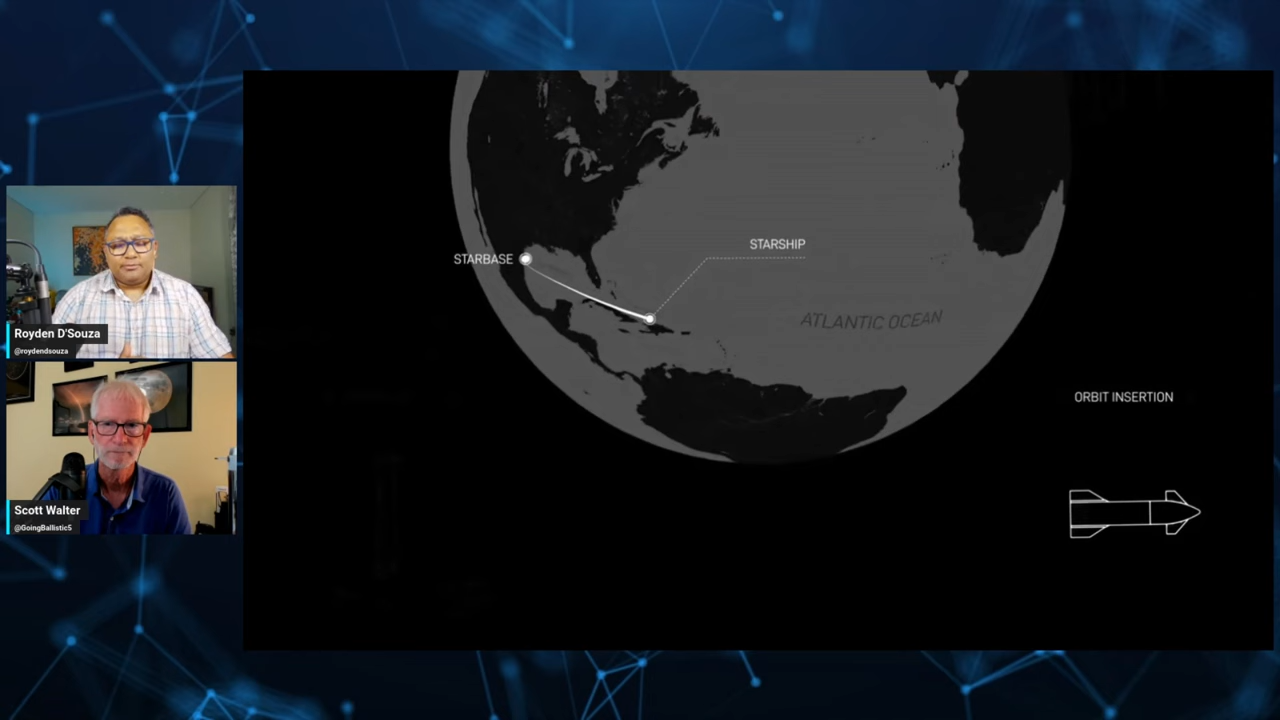 Royden D'Souza
@roydendsouza
Scott Walter
@GoingBallistic5
STARBASE
STARSHIP
ATLANTIC OCEAN
ORBIT INSERTION